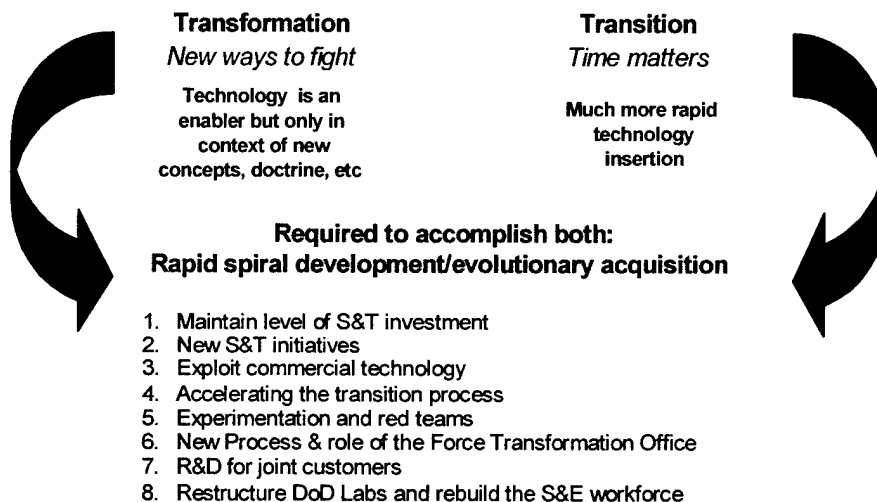 Transformation
New ways to fight
Technology is an
enabler but only in
context of new
concepts, doctrine, etc
Transition
Time matters
Much more rapid
technology
insertion
Required to accomplish both:
Rapid spiral development/evolutionary acquisition
1. Maintain level of S&T investment
2. New S&T initiatives
3. Exploit commercial technology
4. Accelerating the transition process
5. Experimentation and red teams
6. New Process & role of the Force Transformation Office
7. R&D for joint customers
8. Restructure DoD Labs and rebuild the S&E workforce